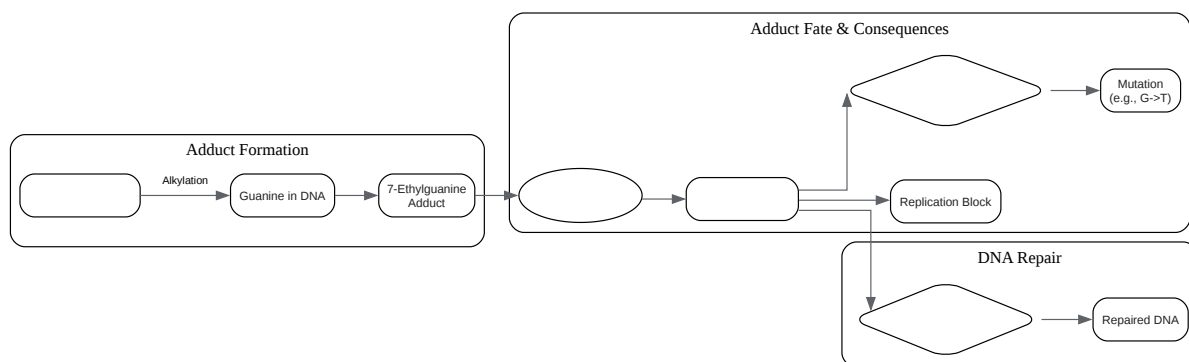 Adduct Fate & Consequences
Mutation
(e.g., G->T)
Adduct Formation
Alkylation
Guanine in DNA
7-Ethylguanine
Adduct
Replication Block
DNA Repair
Repaired DNA